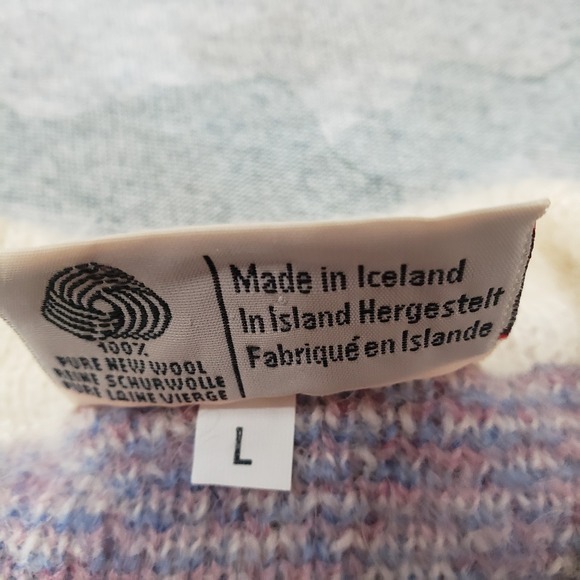 100%
PURE NEW WOOL
REINE SCHURWOLLE
PURE LAINE VIERGE
Made in Iceland
In Island Hergestelt
Fabriqué en Islande
L